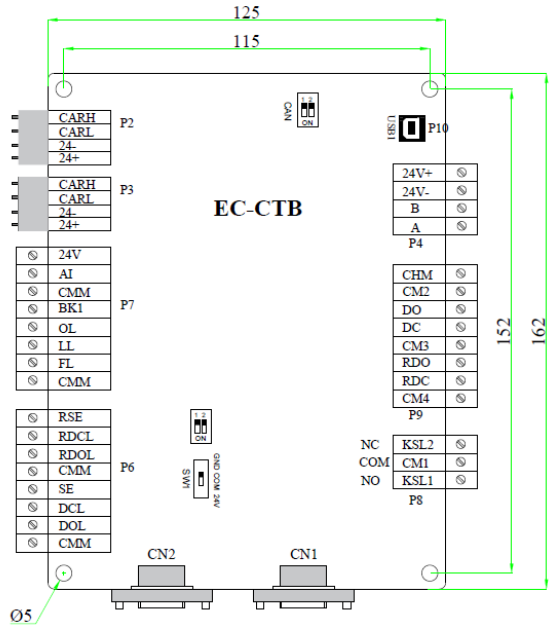 125
115
CARH
CARL
24-
24+
P2
CAN
1 2
ON
USB1
P10
CARH
CARL
24-
24+
P3
EC-CTB
24V+
24V-
B
A
P4
24V
AI
CMM
BK1
OL
LL
FL
CMM
P7
CHM
CM2
DO
DC
CM3
RDO
RDC
CM4
P9
152
162
RSE
RDCL
RDOL
CMM
SE
DCL
DOL
CMM
P6
1 2
ON
SW1
GND COM 24V
NC
COM
NO
KSL2
CM1
KSL1
P8
CN2
CN1
Ø5